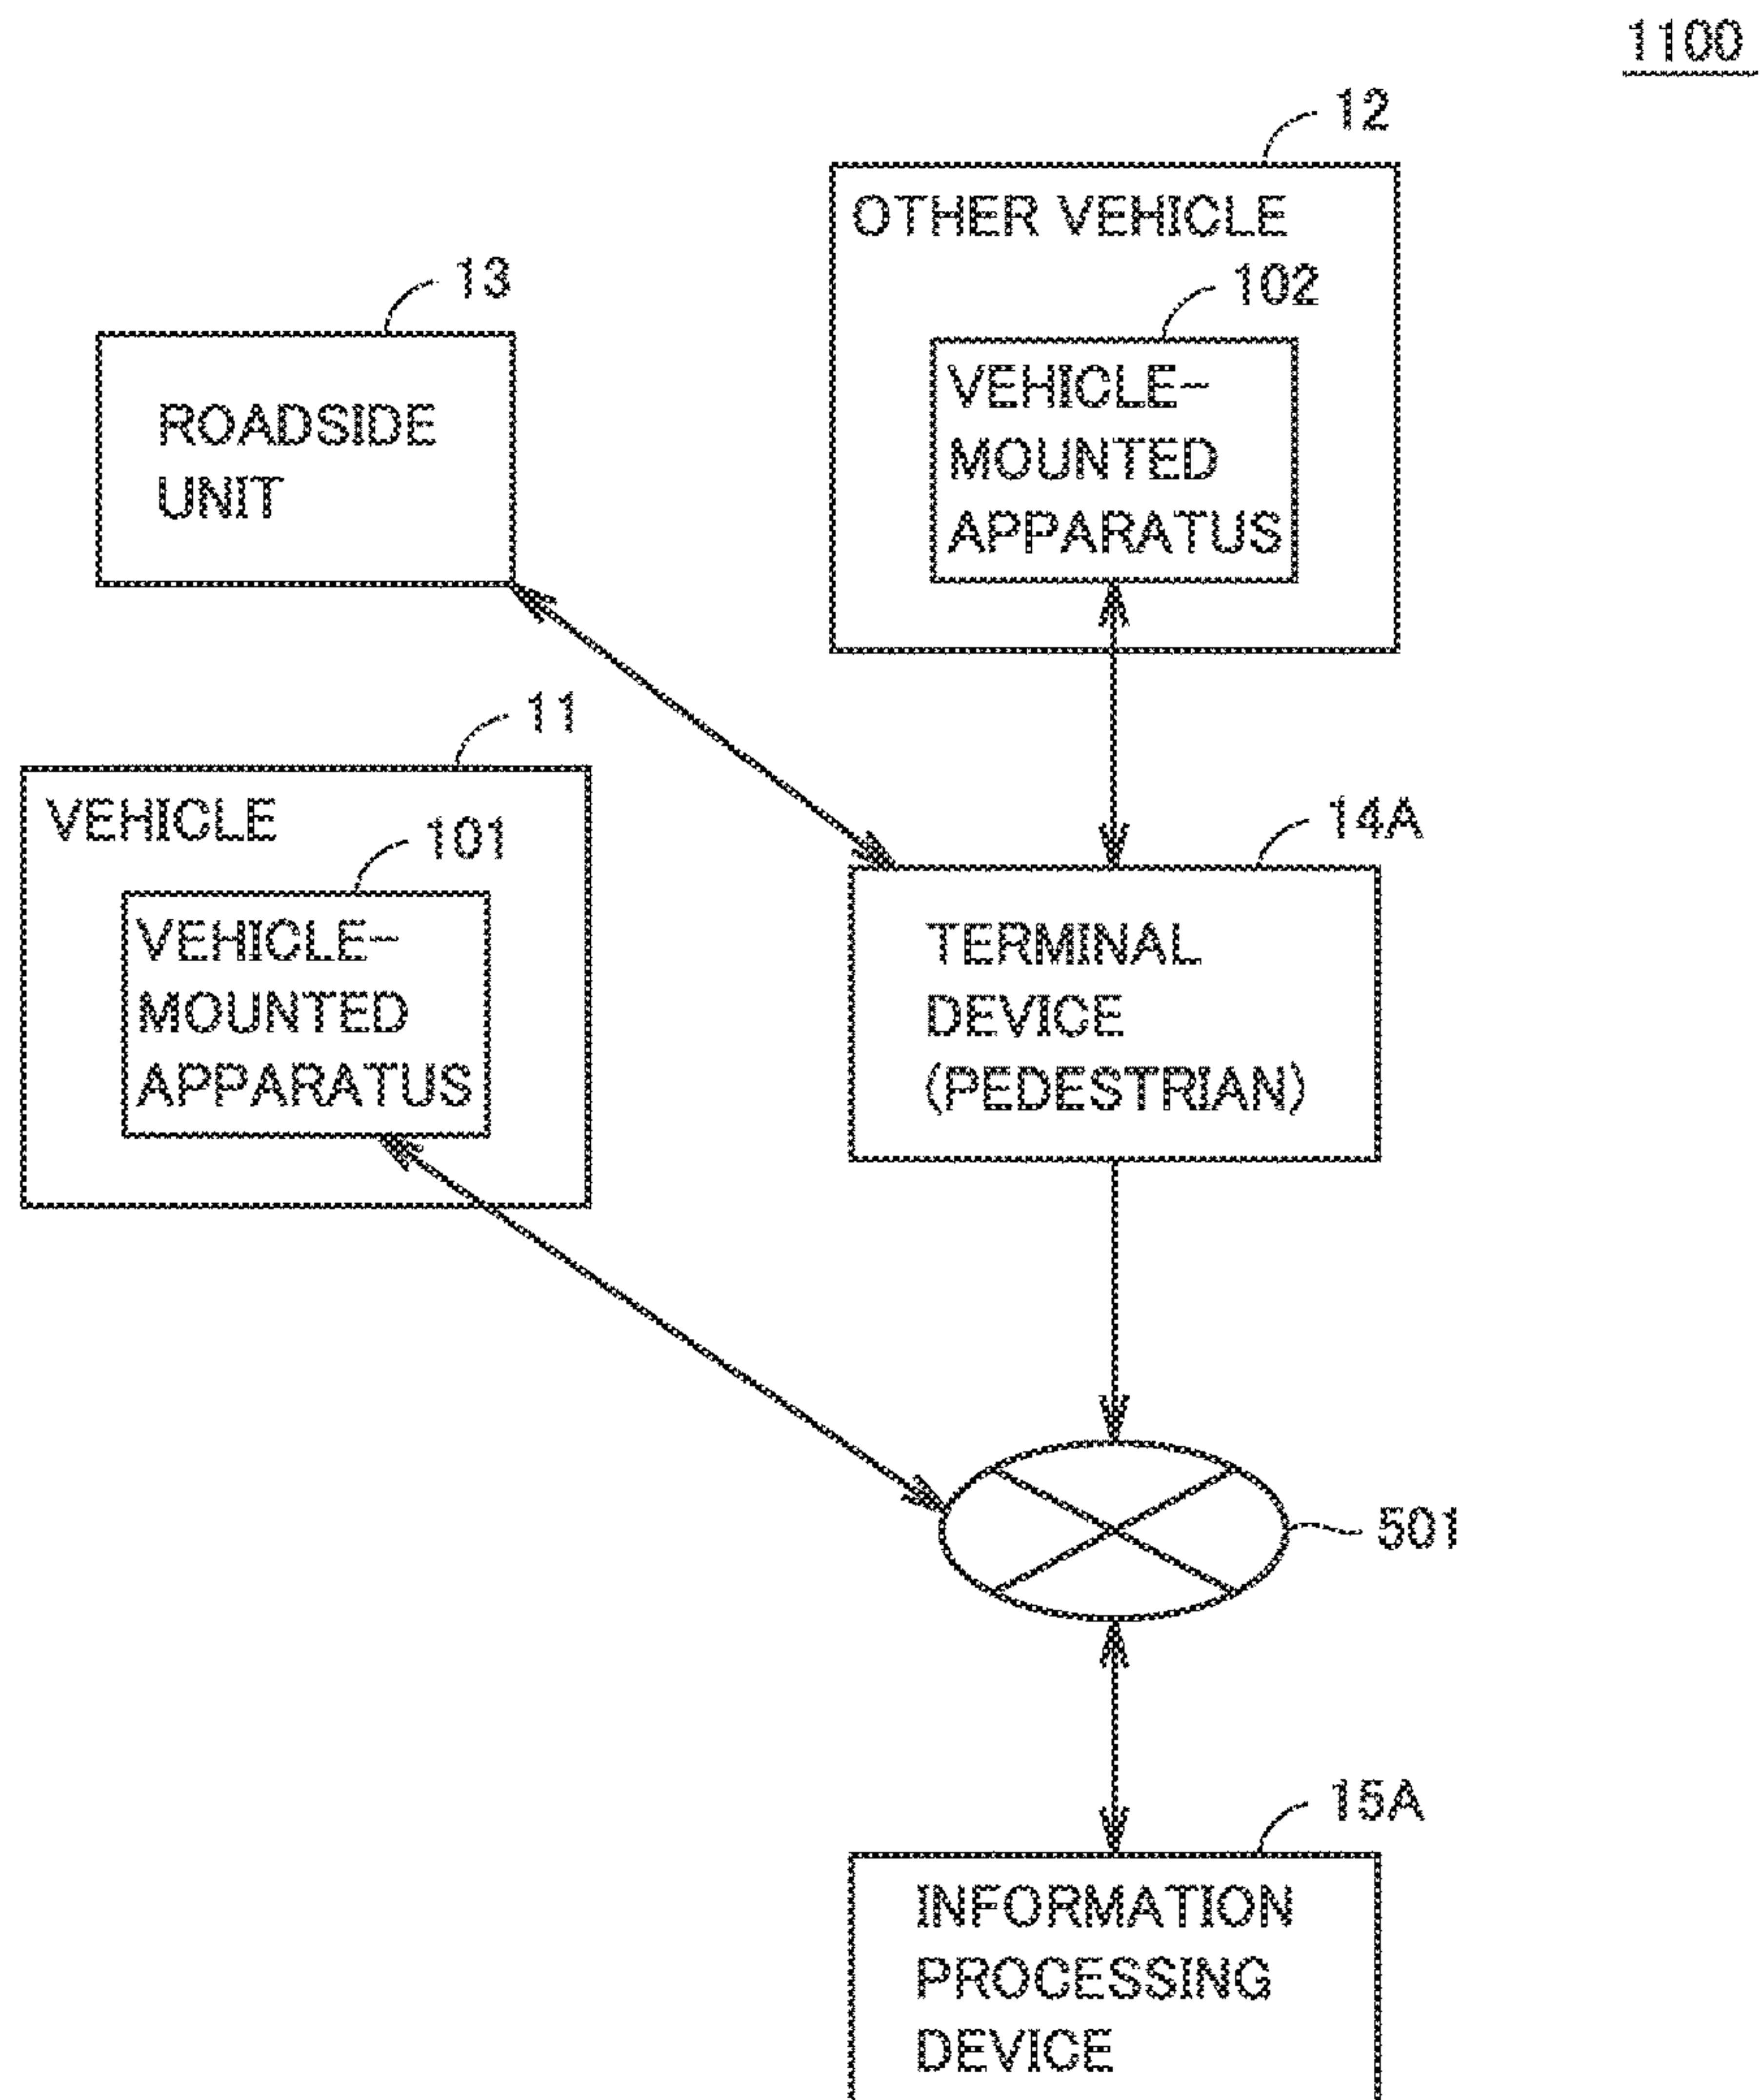 1100
12
OTHER VEHICLE
102
VEHICLE-
MOUNTED
APPARATUS
13
ROADSIDE
UNIT
11
VEHICLE
101
VEHICLE-
MOUNTED
APPARATUS
14A
TERMINAL
DEVICE
(PEDESTRIAN)
501
15A
INFORMATION
PROCESSING
DEVICE